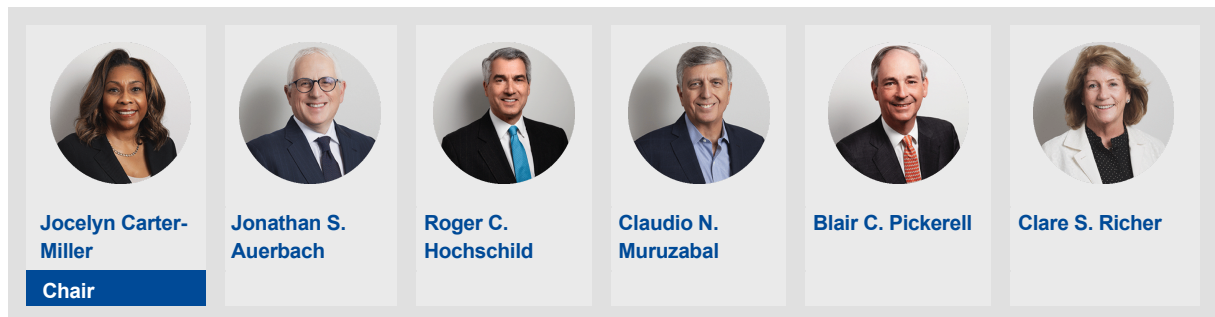 Jocelyn Carter-
Miller
Chair
Jonathan S.
Auerbach
Roger C.
Hochschild
Claudio N.
Muruzabal
Blair C. Pickerell
Clare S. Richer